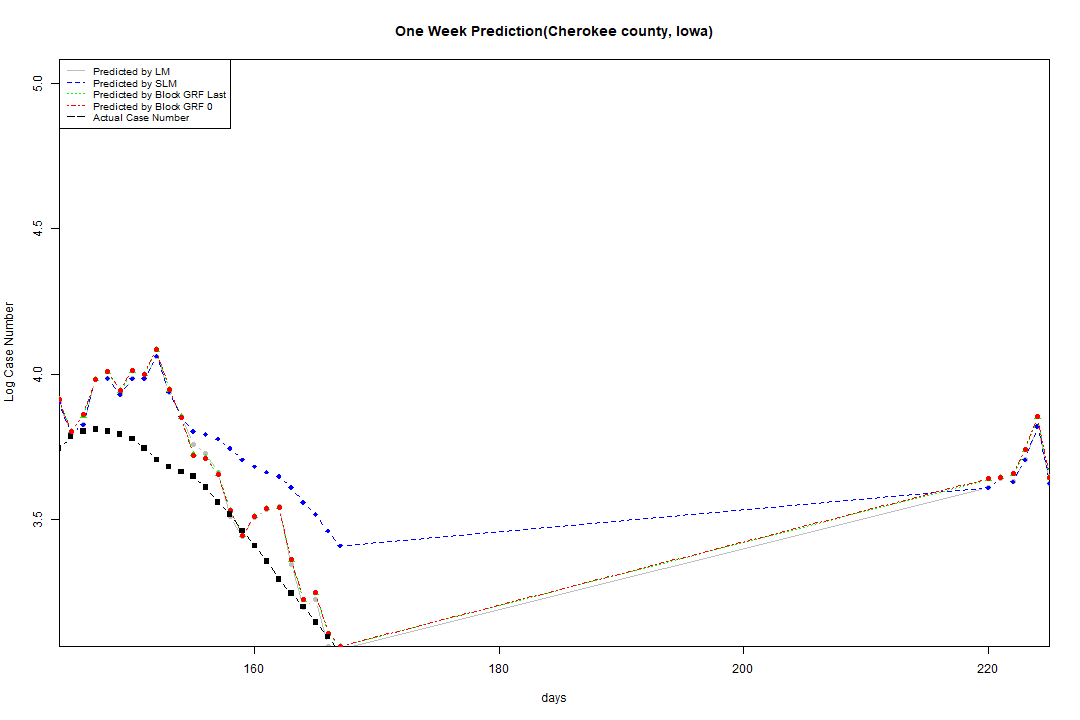 One Week Prediction(Cherokee county, Iowa)
Predicted by LM
Predicted by SLM
Predicted by Block GRF Last
Predicted by Block GRF 0
Actual Case Number
5.0
4.5
4.0
3.5
Log Case Number
160 180 200 220
days